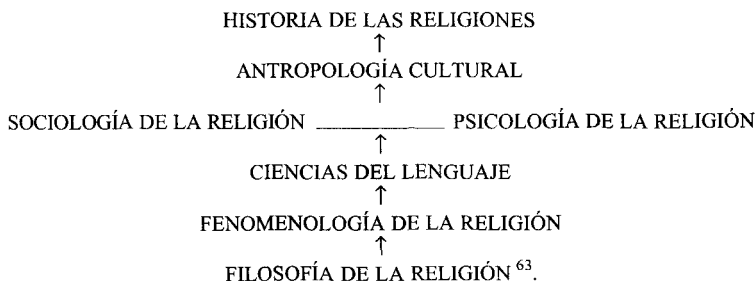 HISTORIA DE LAS RELIGIONES
↑
ANTROPOLOGÍA CULTURAL
↑
SOCIOLOGÍA DE LA RELIGIÓN ____________ PSICOLOGÍA DE LA RELIGIÓN
↑
CIENCIAS DEL LENGUAJE
↑
FENOMENOLOGÍA DE LA RELIGIÓN
↑
FILOSOFÍA DE LA RELIGIÓN 63.